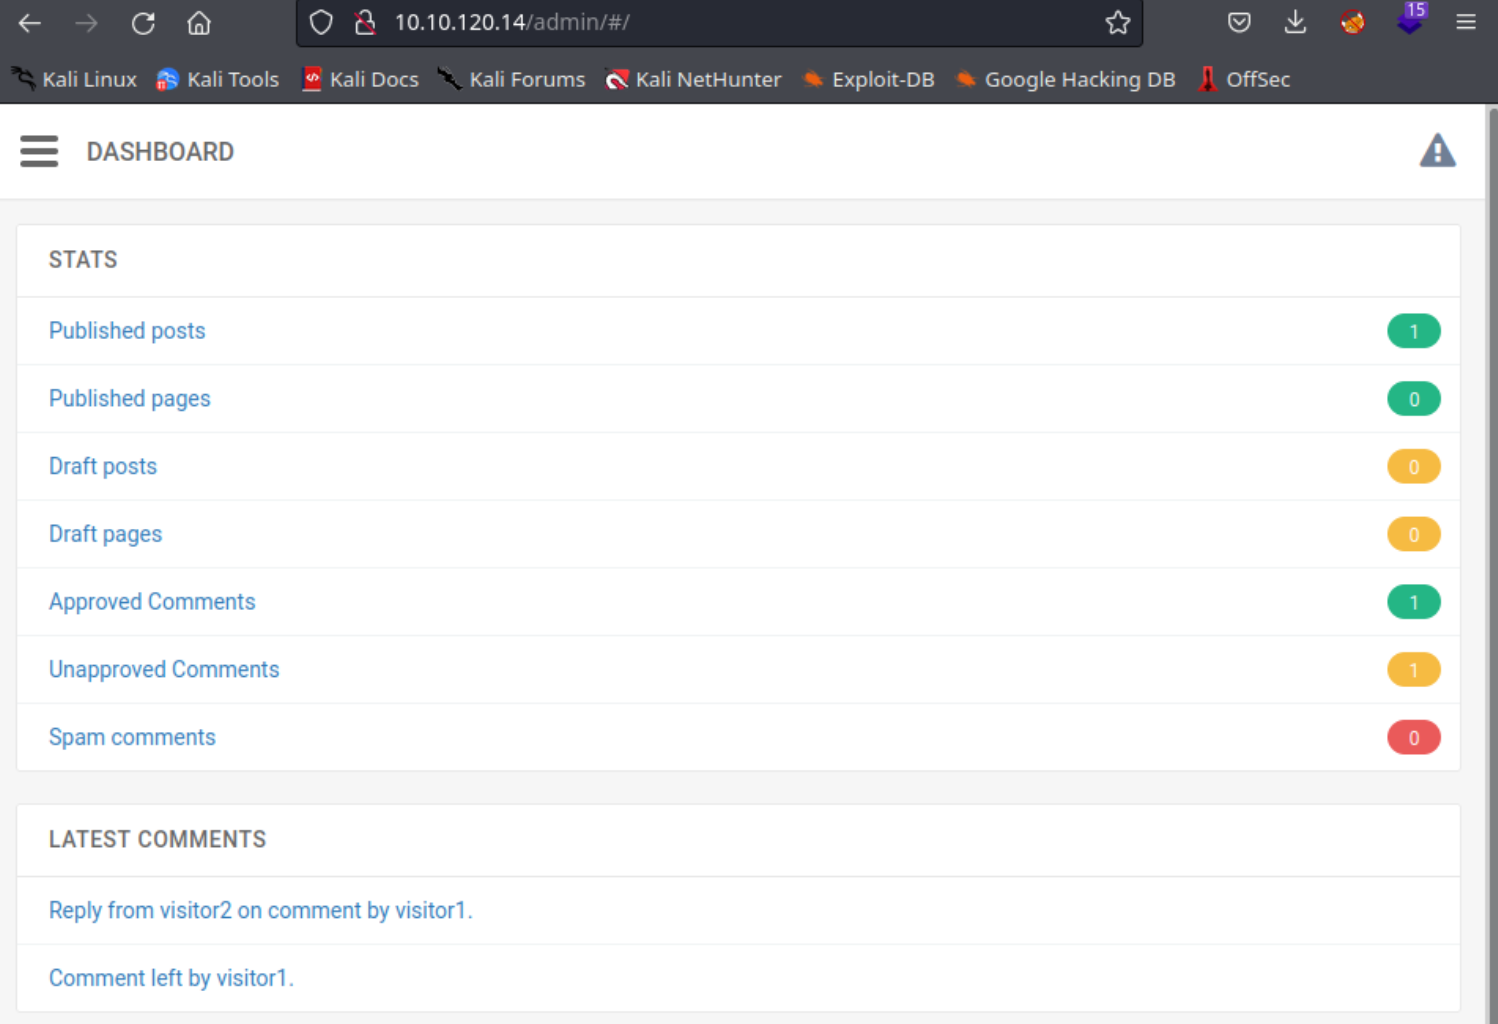 10.10.120.14/admin/#/
15
Kali Linux Kali Tools Kali Docs Kali Forums Kali NetHunter Exploit-DB Google Hacking DB OffSec
DASHBOARD
STATS
Published posts 1
Published pages 0
Draft posts 0
Draft pages 0
Approved Comments 1
Unapproved Comments 1
Spam comments 0
LATEST COMMENTS
Reply from visitor2 on comment by visitor1.
Comment left by visitor1.